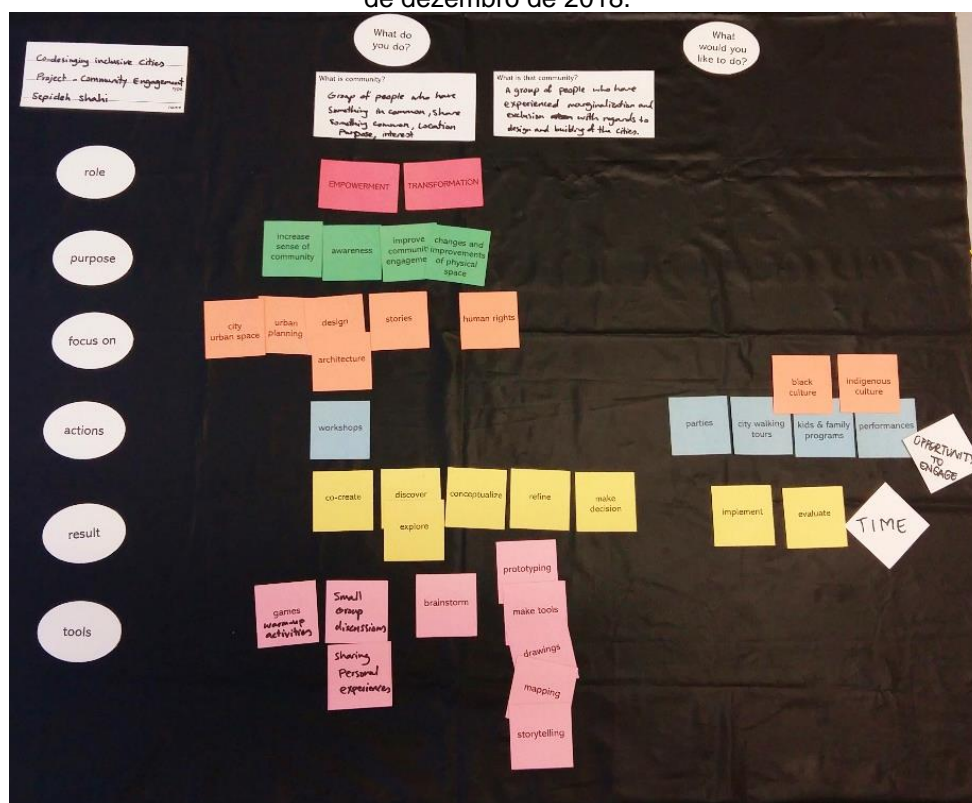 de dezembro de 2018.
Co-designing inclusive Cities
Project - Community Engagement
type
Sepideh Shahi
name
What do
you do?
What
would you
like to do?
What is community?
Group of people who have
Something in common, share
Something common, Location
Purpose, interest
What is that community?
A group of people who have
experienced marginalization and
exclusion with regards to
design and building of the cities.
role
EMPOWERMENT
TRANSFORMATION
purpose
increase
sense of
community
awareness
improve
communit
engageme
changes and
improvements
of physical
space
focus on
city
urban space
urban
planning
design
architecture
stories
human rights
black
culture
indigenous
culture
actions
workshops
parties
city walking
tours
kids & family
programs
performances
OPPERTUNITY
TO
ENGAGE
result
co-create
discover
explore
conceptualize
refine
make
decision
implement
evaluate
TIME
tools
games
warmup
activities
Small
Group
discussions
Sharing
Personal
experiences
brainstorm
prototyping
make tools
drawings
mapping
storytelling